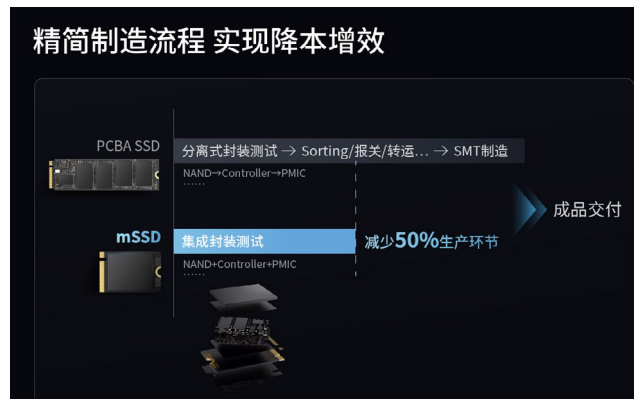 精简制造流程 实现降本增效
PCBA SSD
分离式封装测试 → Sorting/报关/转运... → SMT制造
NAND→Controller→PMIC
······
成品交付
mSSD
集成封装测试
减少50%生产环节
NAND+Controller+PMIC
······